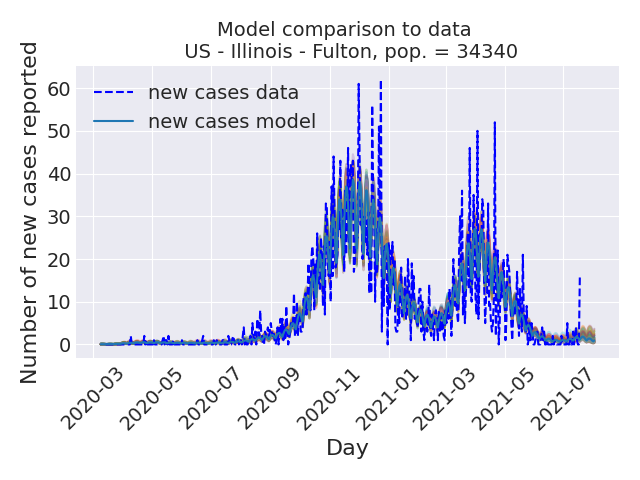 Model comparison to data
US - Illinois - Fulton, pop. = 34340
Number of new cases reported
60
50
40
30
20
10
0
new cases data
new cases model
2020-03
2020-05
2020-07
2020-09
2020-11
2021-01
2021-03
2021-05
2021-07
Day